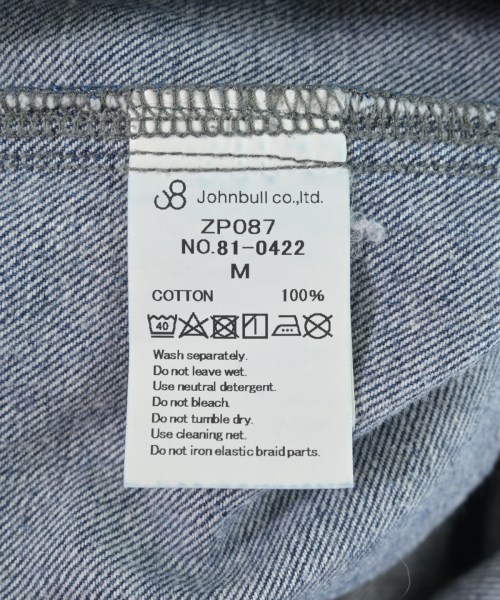 Johnbull co.,ltd.
ZP087
NO.81-0422
M
COTTON 100%
40
Wash separately.
Do not leave wet.
Use neutral detergent.
Do not bleach.
Do not tumble dry.
Use cleaning net.
Do not iron elastic braid parts.